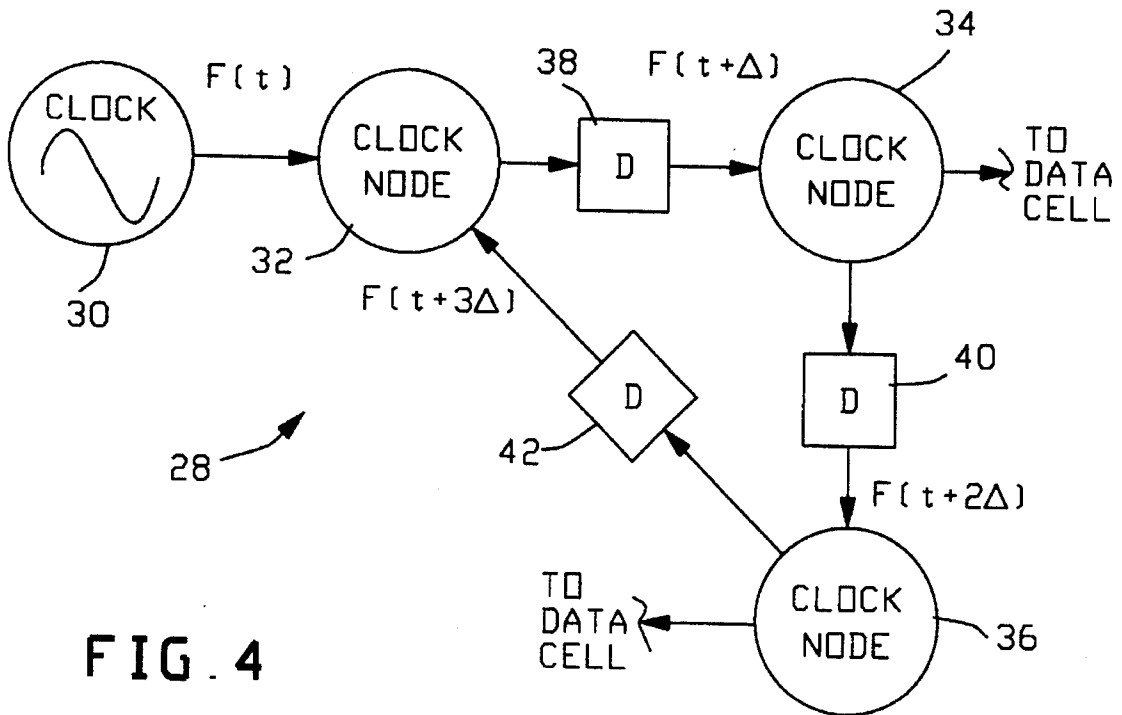 34
38
F(t+Δ)
F(t)
CLOCK
CLOCK
NODE
D
CLOCK
NODE
TO
DATA
CELL
32
30
F(t+3Δ)
40
D
D
42
28
F(t+2Δ)
TO
DATA
CELL
CLOCK
NODE
36
FIG. 4